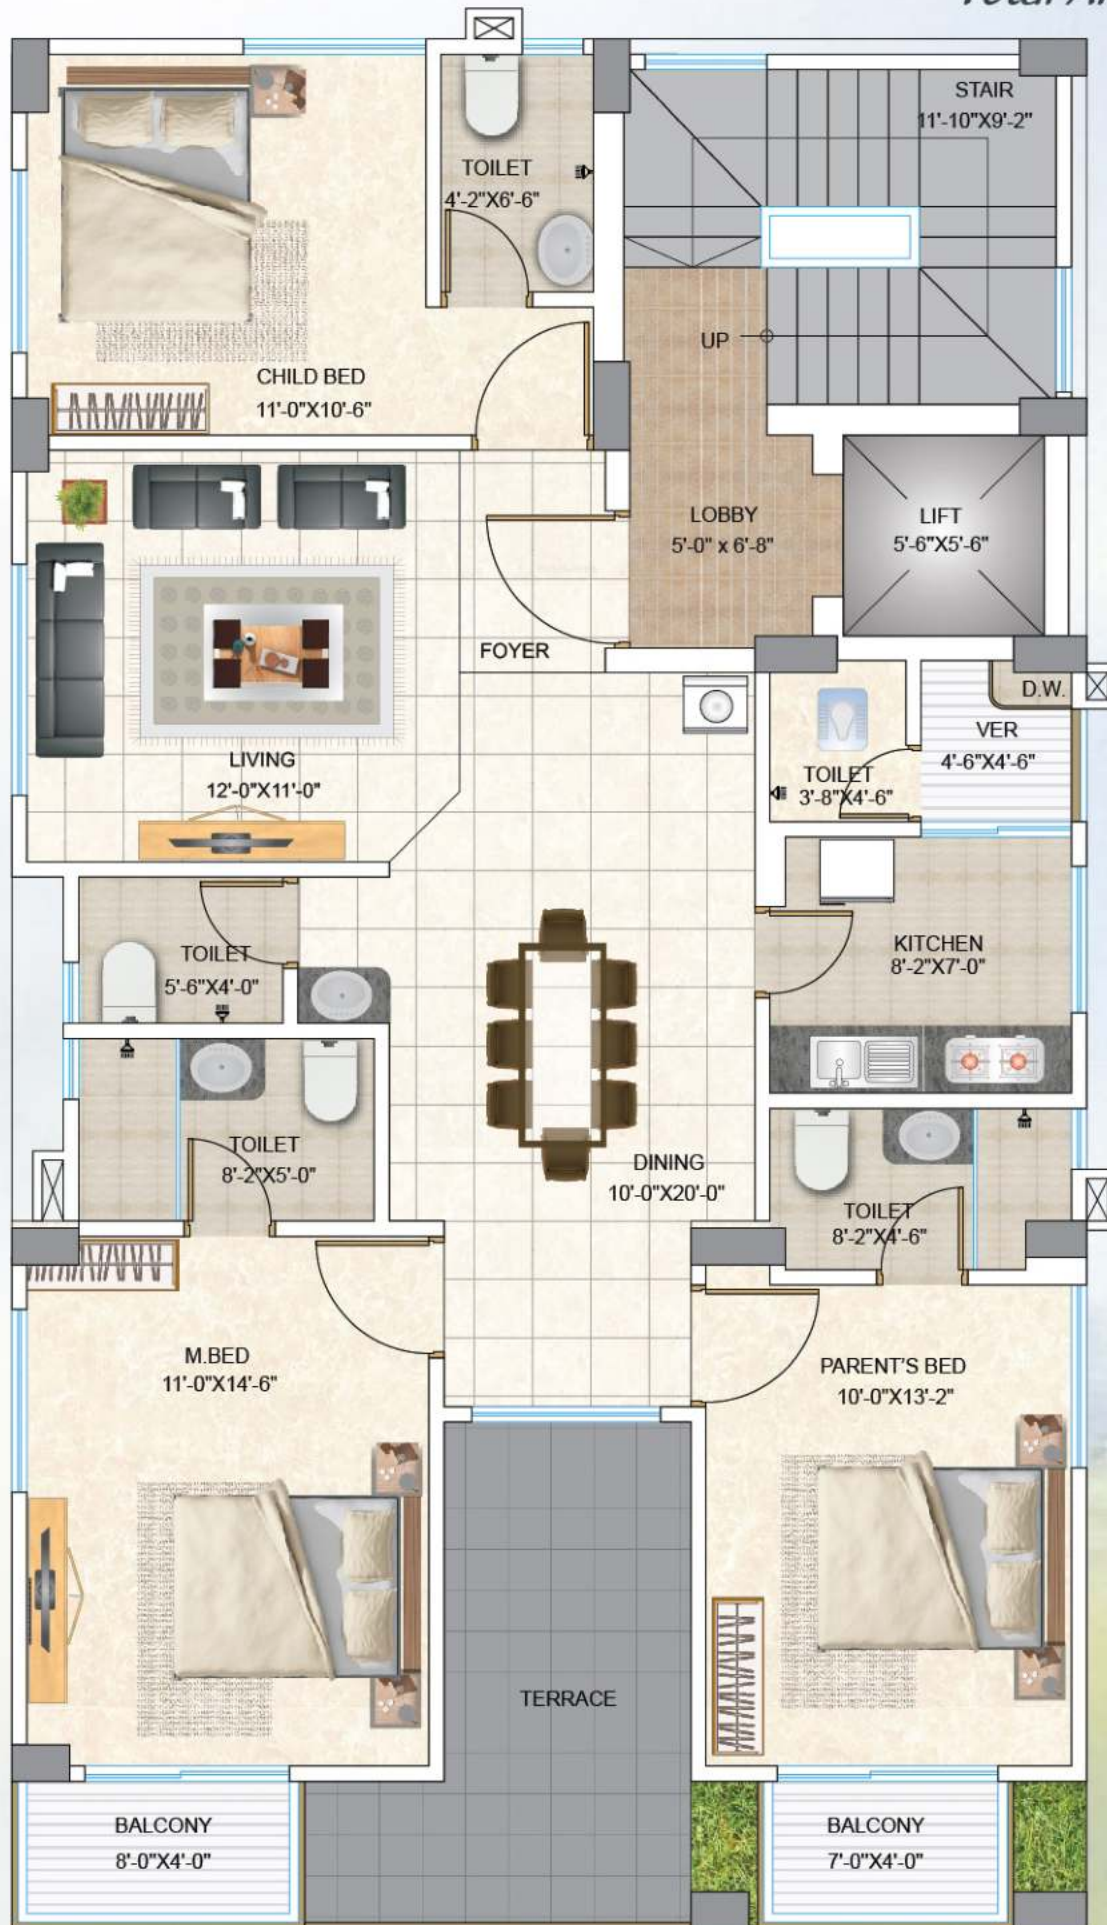 STAIR
11'-10"X9'-2"
TOILET
4'-2"X6'-6"
UP
CHILD BED
11'-0"X10'-6"
LOBBY
5'-0" x 6'-8"
LIFT
5'-6"X5'-6"
FOYER
D.W.
VER
4'-6"X4'-6"
LIVING
12'-0"X11'-0"
TOILET
3'-8"X4'-6"
KITCHEN
8'-2"X7'-0"
TOILET
5'-6"X4'-0"
TOILET
8'-2"X5'-0"
DINING
10'-0"X20'-0"
TOILET
8'-2"X4'-6"
M.BED
11'-0"X14'-6"
PARENT'S BED
10'-0"X13'-2"
TERRACE
BALCONY
8'-0"X4'-0"
BALCONY
7'-0"X4'-0"